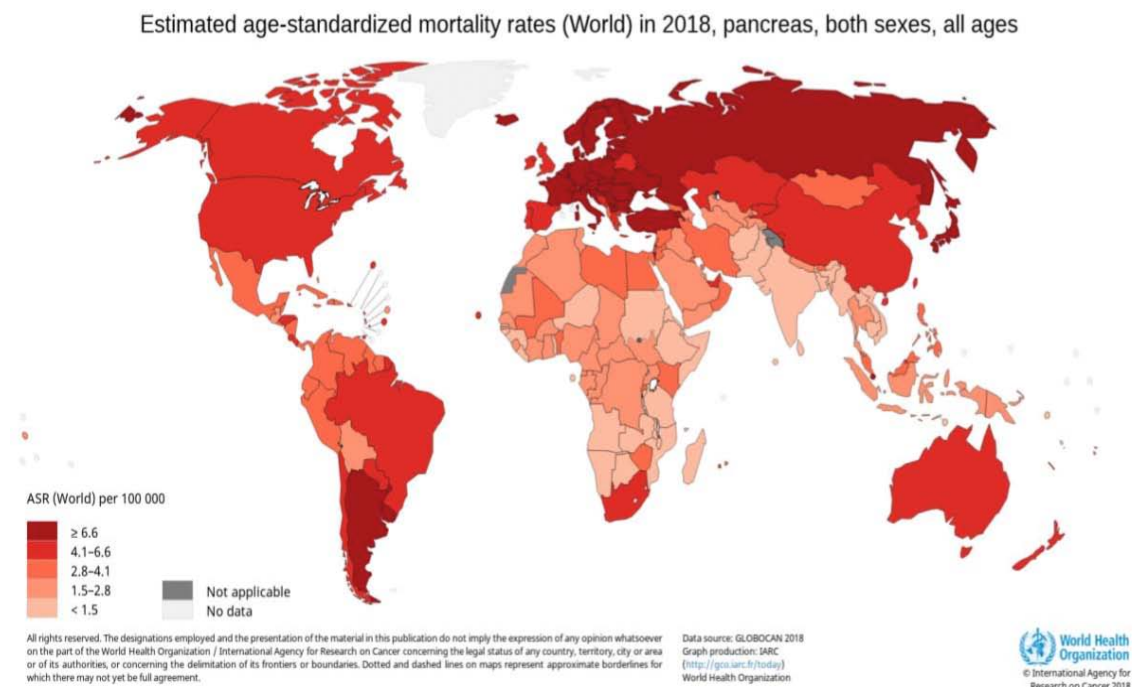 Estimated age-standardized mortality rates (World) in 2018, pancreas, both sexes, all ages
ASR (World) per 100 000
≥ 6.6
4.1–6.6
2.8–4.1
1.5–2.8
< 1.5
Not applicable
No data
All rights reserved. The designations employed and the presentation of the material in this publication do not imply the expression of any opinion whatsoever
on the part of the World Health Organization / International Agency for Research on Cancer concerning the legal status of any country, territory, city or area
or of its authorities, or concerning the delimitation of its frontiers or boundaries. Dotted and dashed lines on maps represent approximate borderlines for
which there may not yet be full agreement.
Data source: GLOBOCAN 2018
Graph production: IARC
(http://gco.iarc.fr/today)
World Health Organization
World Health
Organization
© International Agency for
Research on Cancer 2018